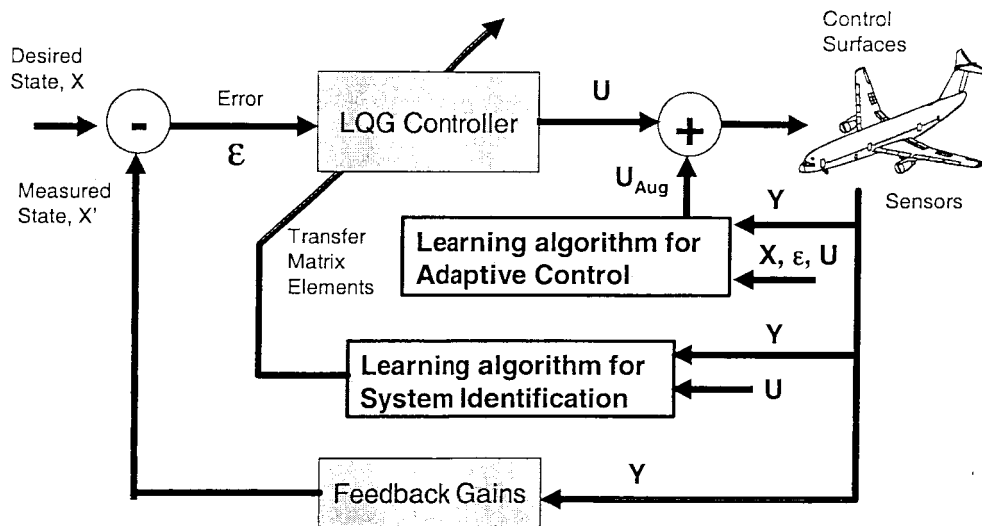 Control
Surfaces
Desired
State, X
Error
-
LQG Controller
U
+
ε
Measured
State, X'
U_Aug
Y
Sensors
Transfer
Matrix
Elements
Learning algorithm for
Adaptive Control
X, ε, U
Learning algorithm for
System Identification
Y
U
Feedback Gains
Y